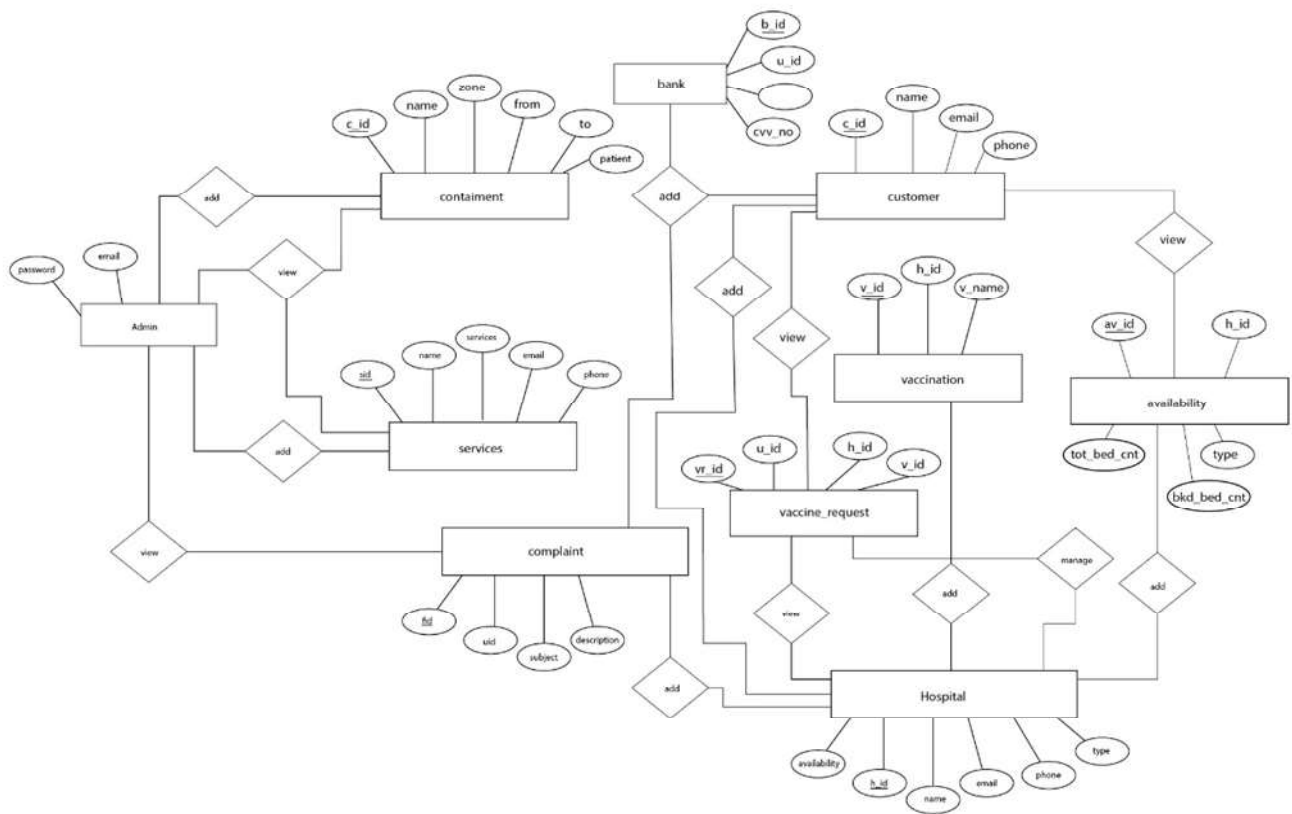 b_id
bank
u_id
cvv_no
c_id
name
zone
from
to
patient
contaiment
c_id
name
email
phone
customer
add
add
view
view
add
view
password
email
Admin
v_id
h_id
v_name
vaccination
av_id
h_id
availability
tot_bed_cnt
type
bkd_bed_cnt
sid
name
services
email
phone
services
add
vr_id
u_id
h_id
v_id
vaccine_request
view
complaint
fid
uid
subject
description
manage
add
view
add
add
Hospital
availability
h_id
name
email
phone
type